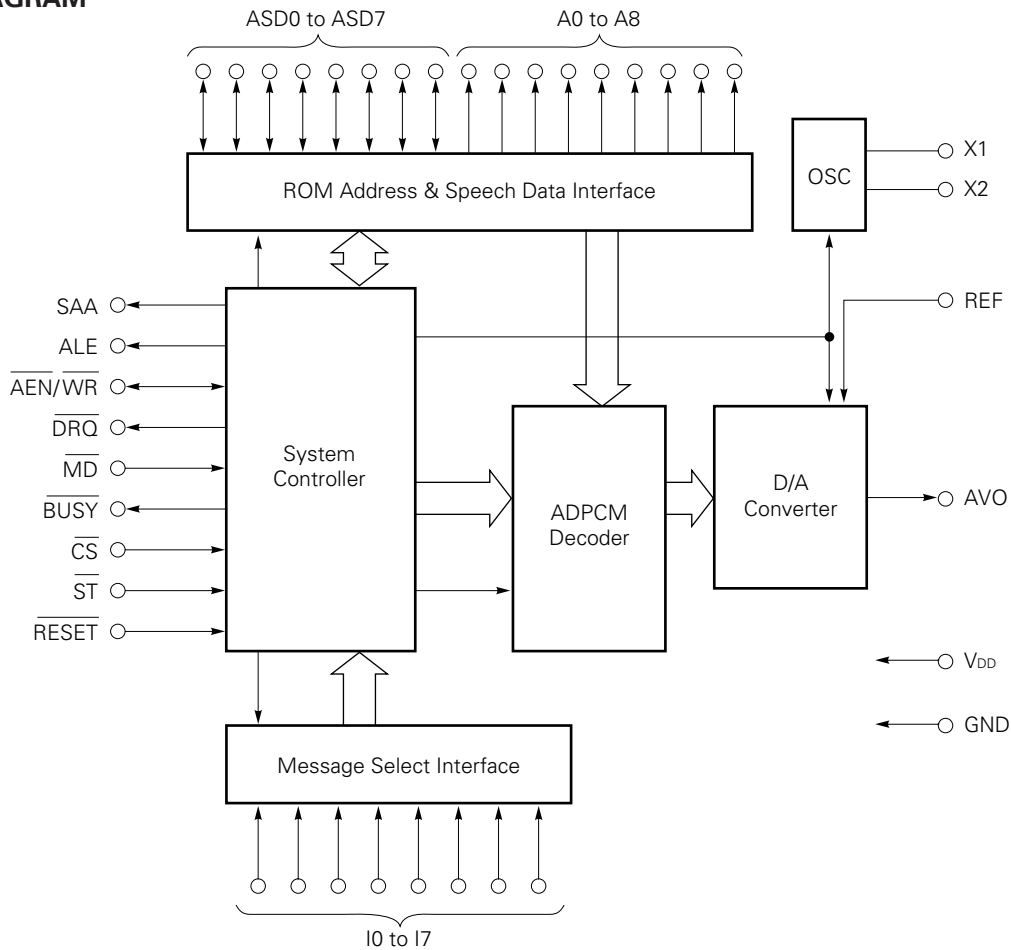 AGRAM
ASD0 to ASD7
A0 to A8
ROM Address & Speech Data Interface
OSC
X1
X2
REF
SAA
ALE
AEN/WR
DRQ
MD
BUSY
CS
ST
RESET
System
Controller
ADPCM
Decoder
D/A
Converter
AVO
VDD
GND
Message Select Interface
I0 to I7